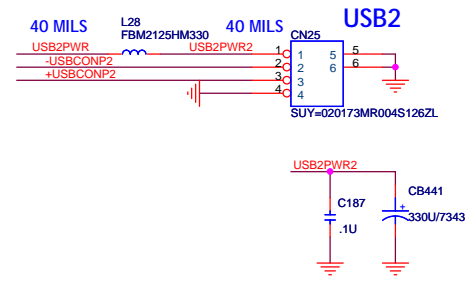 USB2
40 MILS
L28
FBM2125HM330
40 MILS
CN25
USB2PWR
USB2PWR2
-USBCONP2
+USBCONP2
1
2
3
4
1
2
3
4
5
6
5
6
SUY=020173MR004S126ZL
USB2PWR2
C187
.1U
CB441
+
330U/7343